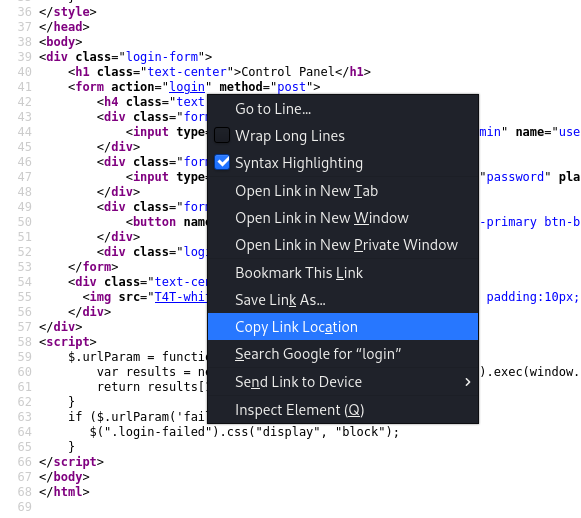 36 </style>
37 </head>
38 <body>
39 <div class="login-form">
40 <h1 class="text-center">Control Panel</h1>
41 <form action="login" method="post">
42 <h4 class="text
43 <div class="for
44 <input type= min" name="use
45 </div>
46 <div class="for
47 <input type= "password" pla
48 </div>
49 <div class="for
50 <button nam -primary btn-b
51 </div>
52 <div class="log
53 </form>
54 <div class="text-cen
55 <img src="T4T-whi padding:10px;
56 </div>
57 </div>
58 <script>
59 $.urlParam = functio
60 var results = ne ).exec(window.
61 return results[
62 }
63 if ($.urlParam('fail
64 $(".login-failed").css("display", "block");
65 }
66 </script>
67 </body>
68 </html>
69
Go to Line...
Wrap Long Lines
Syntax Highlighting
Open Link in New Tab
Open Link in New Window
Open Link in New Private Window
Bookmark This Link
Save Link As...
Copy Link Location
Search Google for “login”
Send Link to Device
Inspect Element (Q)